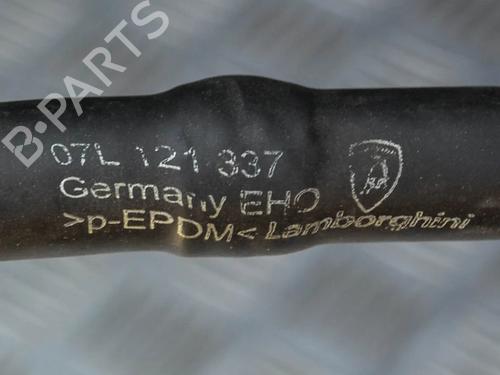 B-PARTS
07L 121 337
Germany EHO
>p-EPDM< Lamborghini